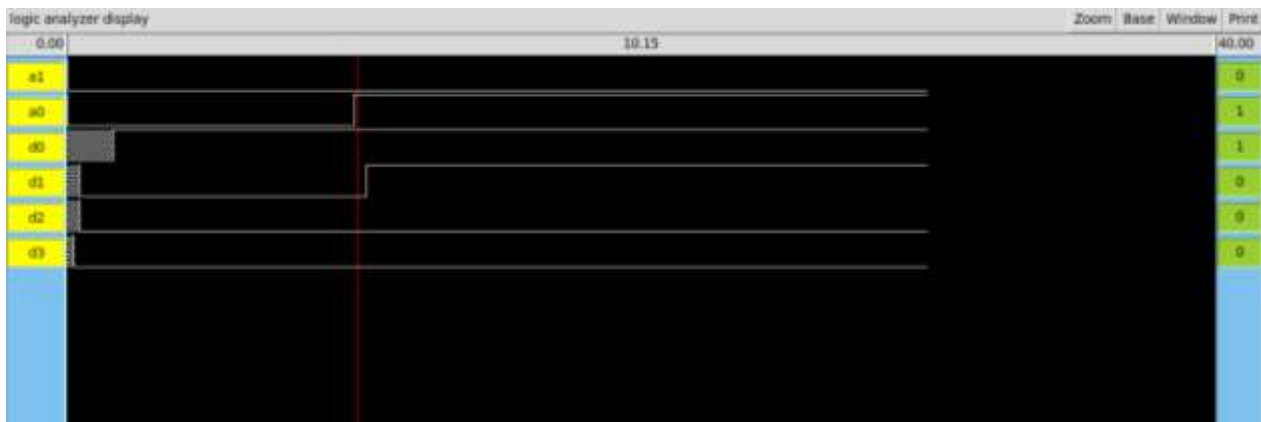 logic analyzer display Zoom Base Window Print
0.00 10.15 40.00
a1 0
a0 1
d0 1
d1 0
d2 0
d3 0